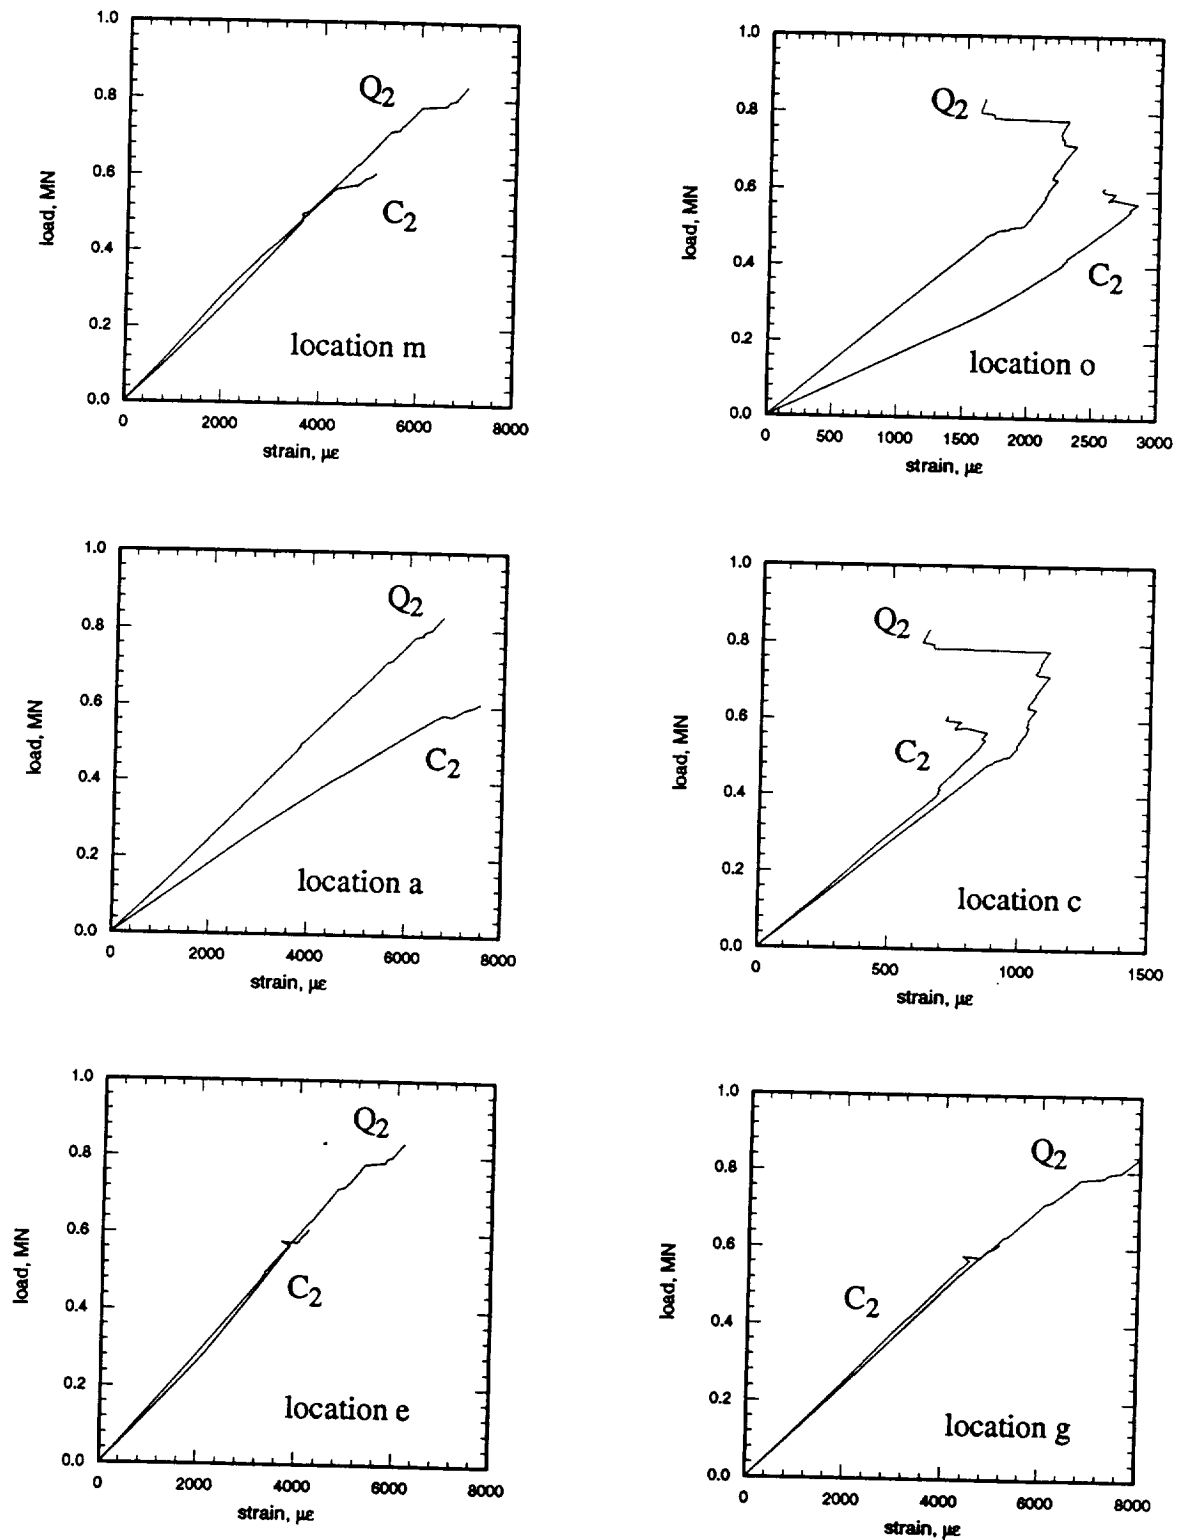 1.0
0.8
0.6
0.4
0.2
0.0
load, MN
Q2
C2
location m
0 2000 4000 6000 8000
strain, µε
1.0
0.8
0.6
0.4
0.2
0.0
load, MN
Q2
C2
location o
0 500 1000 1500 2000 2500 3000
strain, µε
1.0
0.8
0.6
0.4
0.2
0.0
load, MN
Q2
C2
location a
0 2000 4000 6000 8000
strain, µε
1.0
0.8
0.6
0.4
0.2
0.0
load, MN
Q2
C2
location c
0 500 1000 1500
strain, µε
1.0
0.8
0.6
0.4
0.2
0.0
load, MN
Q2
C2
location e
0 2000 4000 6000 8000
strain, µε
1.0
0.8
0.6
0.4
0.2
0.0
load, MN
Q2
C2
location g
0 2000 4000 6000 8000
strain, µε